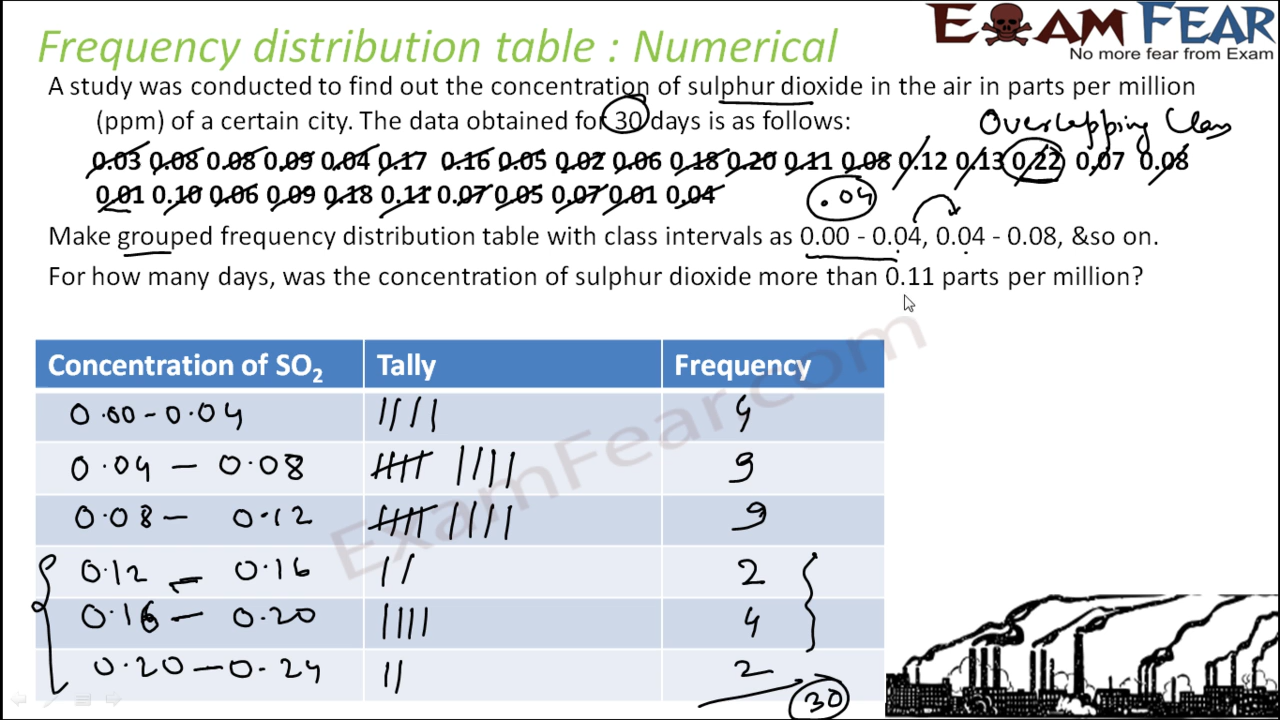 Frequency distribution table : Numerical
EXAM FEAR
No more fear from Exam
A study was conducted to find out the concentration of sulphur dioxide in the air in parts per million
(ppm) of a certain city. The data obtained for 30 days is as follows:
Overlapping Class
0.03 0.08 0.08 0.09 0.04 0.17 0.16 0.05 0.02 0.06 0.18 0.20 0.11 0.08 0.12 0.13 0.22 0.07 0.08
0.01 0.10 0.06 0.09 0.18 0.11 0.07 0.05 0.07 0.01 0.04
.04
Make grouped frequency distribution table with class intervals as 0.00 - 0.04, 0.04 - 0.08, &so on.
For how many days, was the concentration of sulphur dioxide more than 0.11 parts per million?
Concentration of SO₂ Tally Frequency
0.00-0.04 |||| 4
0.04 - 0.08 |||| |||| 9
0.08 - 0.12 |||| |||| 9
0.12 - 0.16 || 2
0.16 - 0.20 |||| 4
0.20-0.24 || 2
30
ExamFear.com